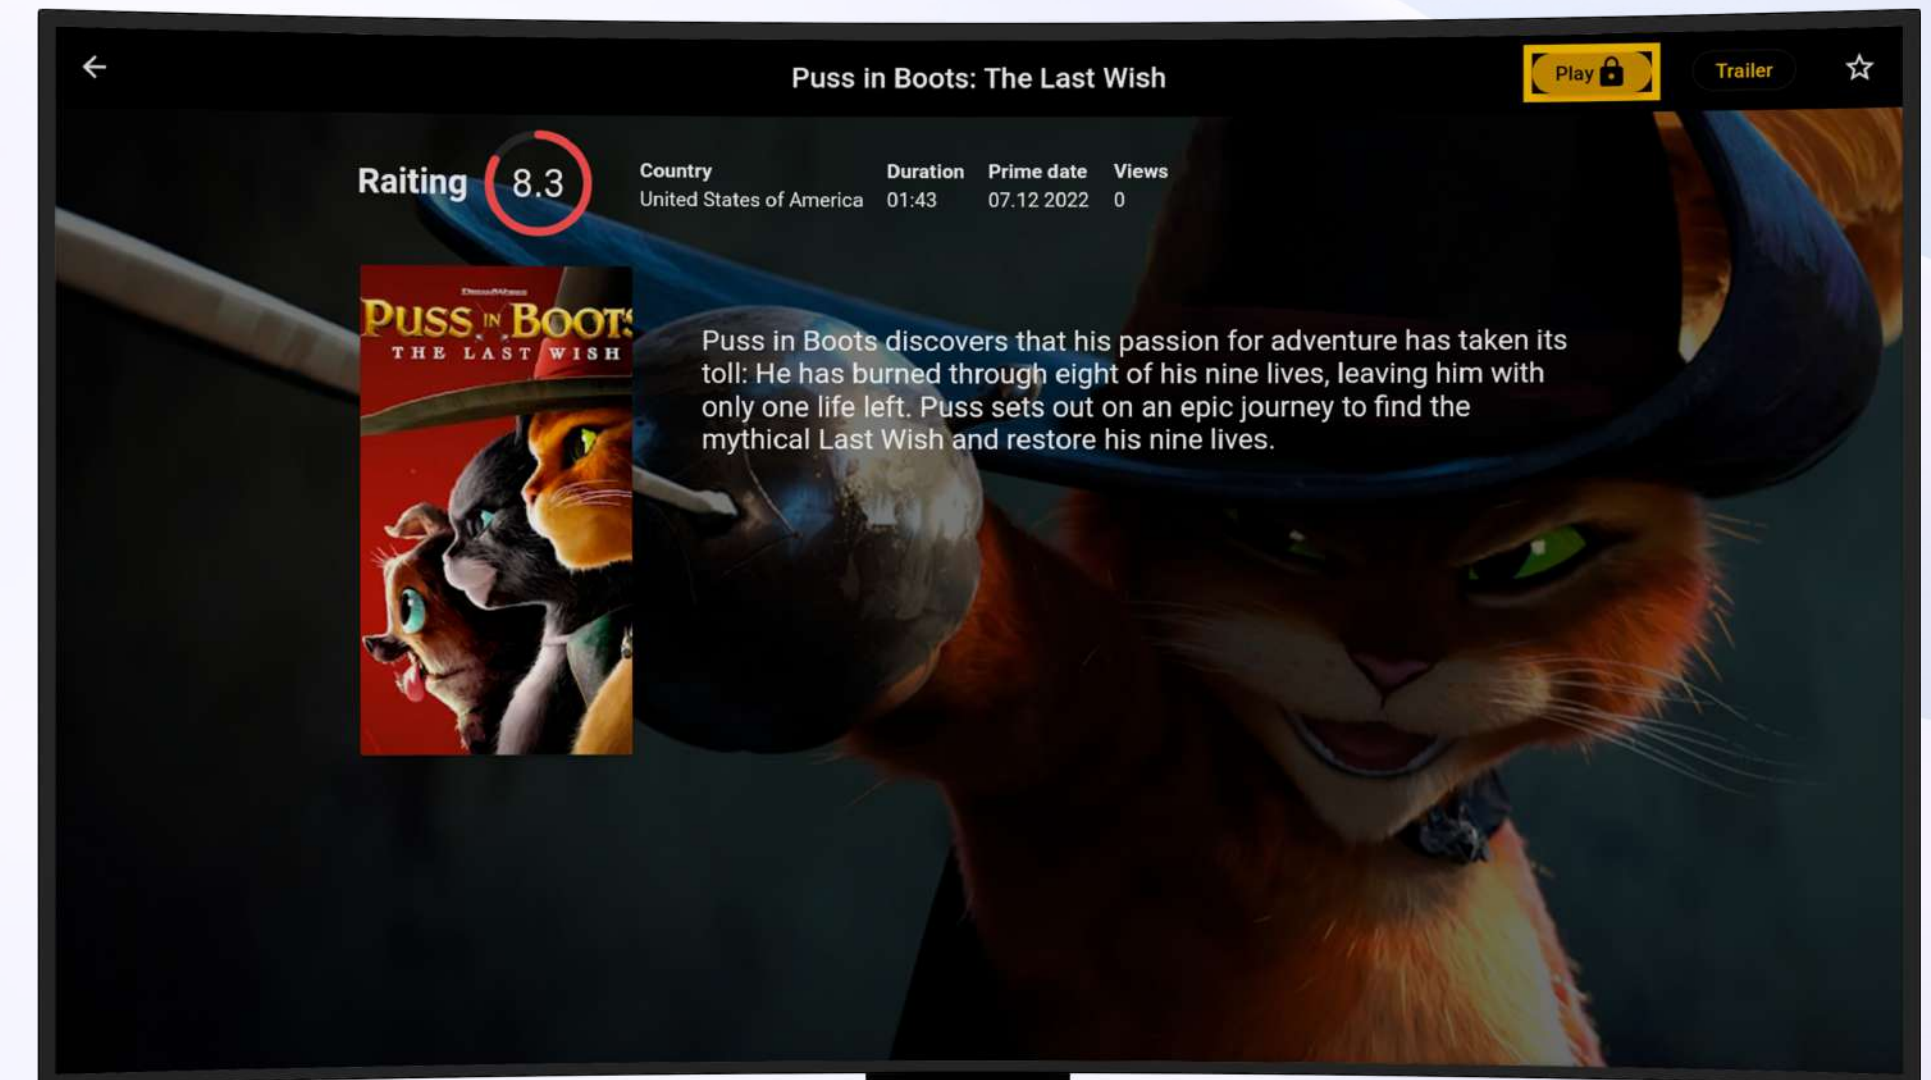 Puss in Boots: The Last Wish
Play
Trailer
Raiting
8.3
Country
United States of America
Duration
01:43
Prime date
07.12 2022
Views
0
DREAMWORKS
PUSS IN BOOTS
THE LAST WISH
Puss in Boots discovers that his passion for adventure has taken its
toll: He has burned through eight of his nine lives, leaving him with
only one life left. Puss sets out on an epic journey to find the
mythical Last Wish and restore his nine lives.